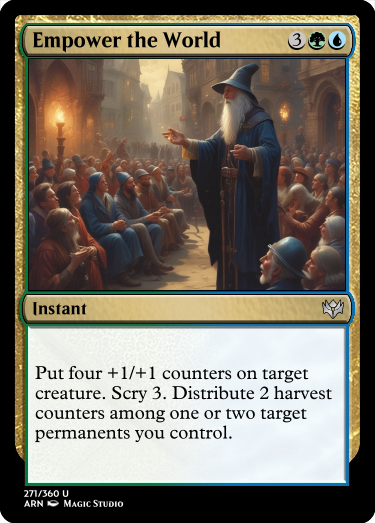 Empower the World 3
Instant
Put four +1/+1 counters on target
creature. Scry 3. Distribute 2 harvest
counters among one or two target
permanents you control.
271/360 U
ARN Magic Studio